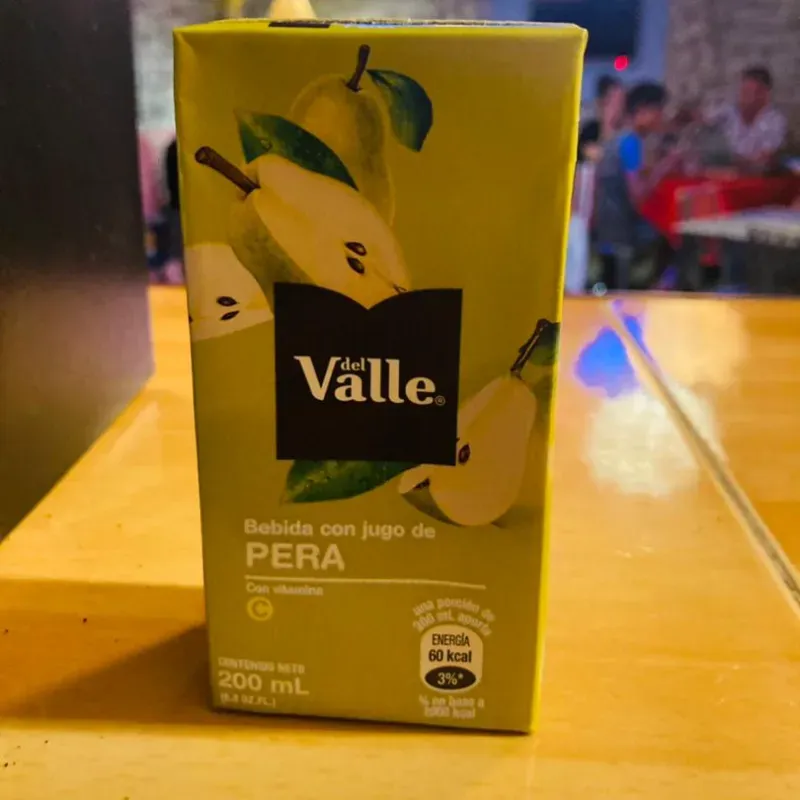 del
Valle®
Bebida con jugo de
PERA
Con vitamina
C
CONTENIDO NETO
200 mL
una porción de
200 mL aporta
ENERGÍA
60 kcal
3%*
% en base a
2000 kcal